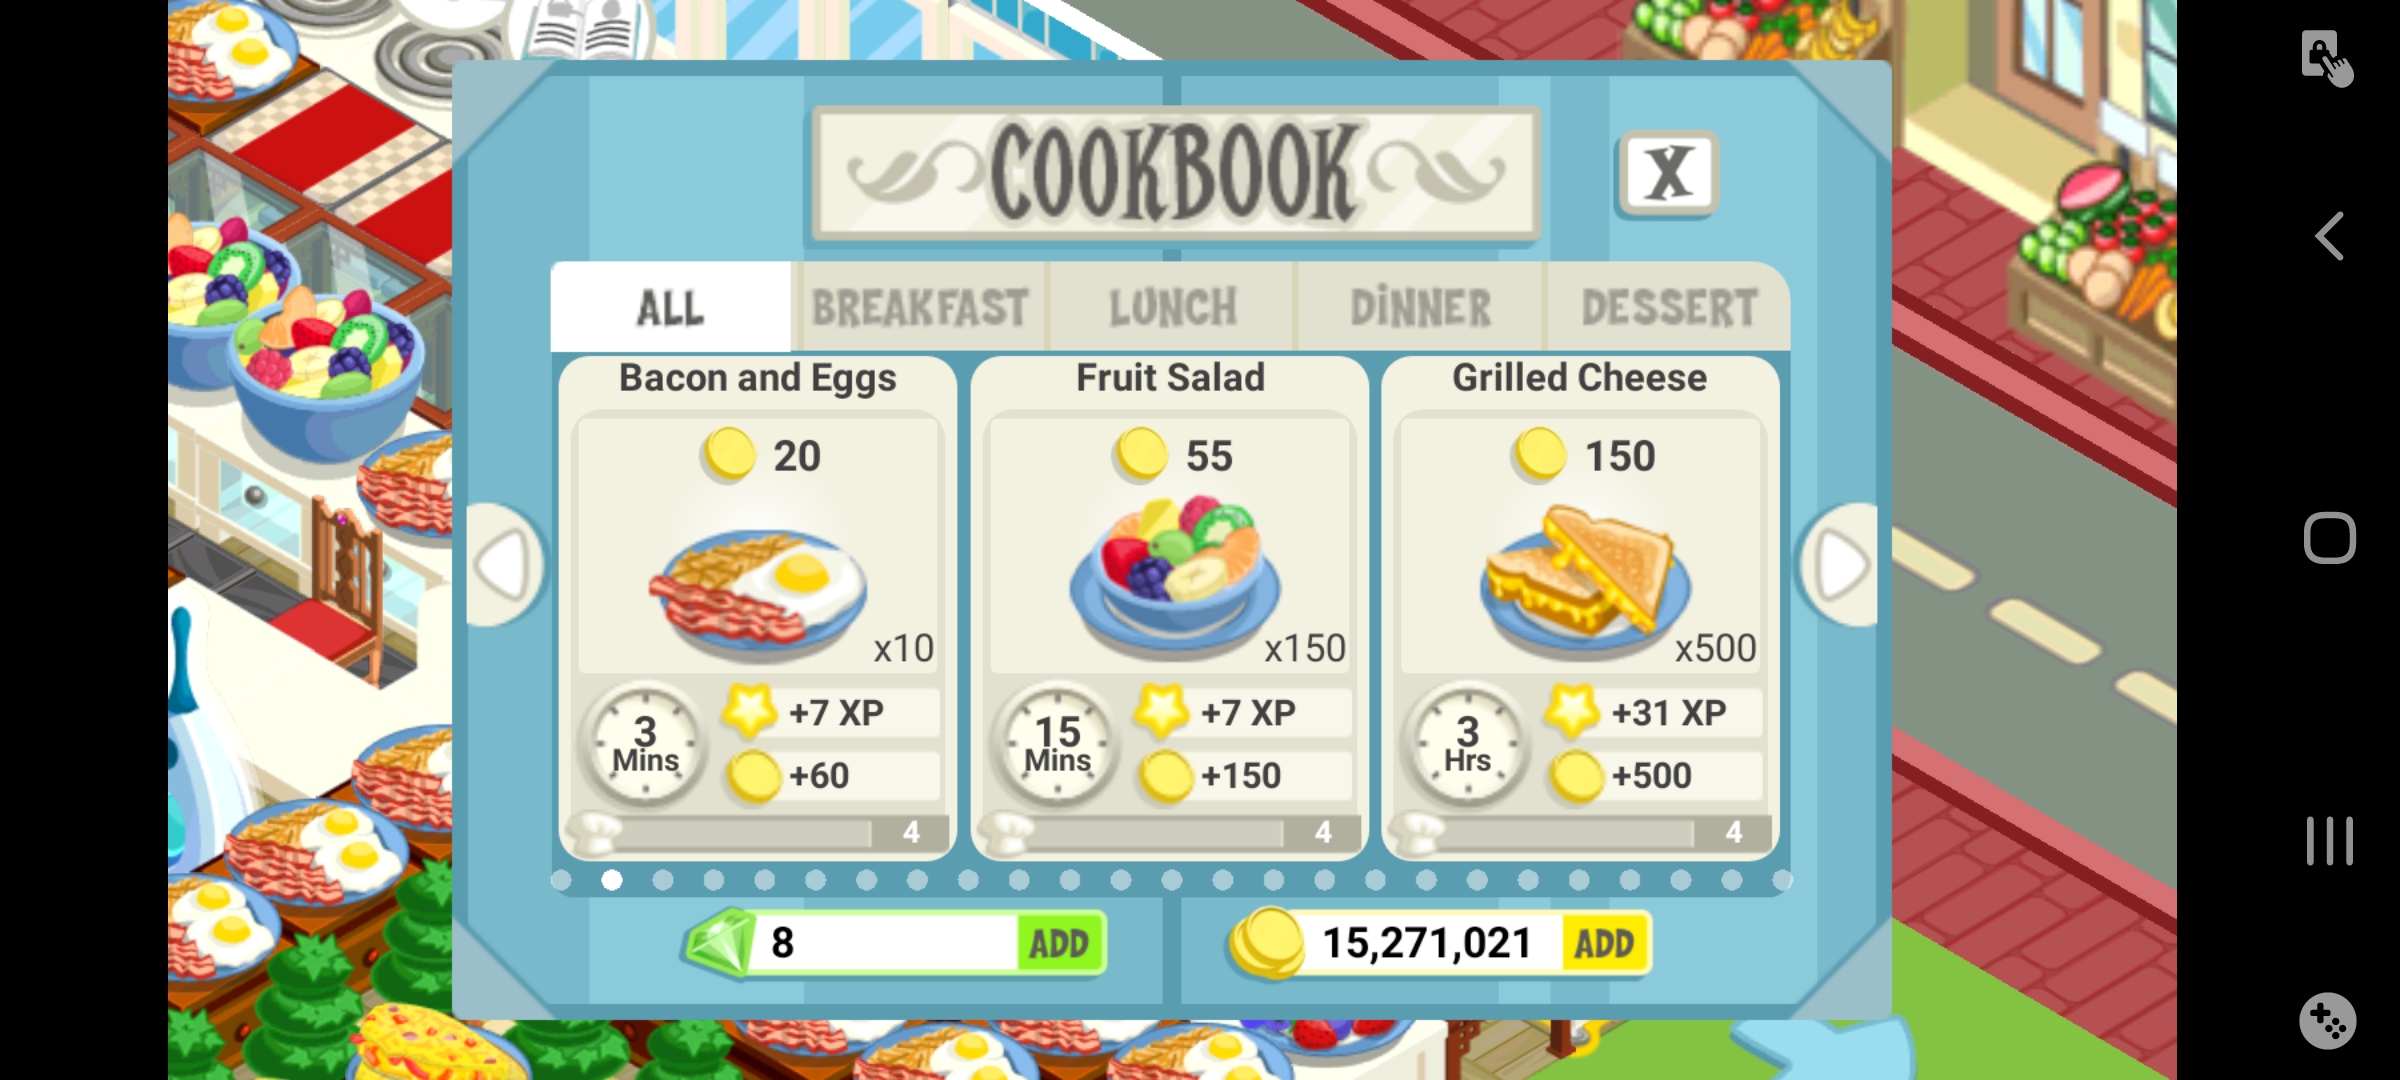 COOKBOOK
X
ALL
BREAKFAST
LUNCH
DINNER
DESSERT
Bacon and Eggs
20
x10
3
Mins
+7 XP
+60
4
Fruit Salad
55
x150
15
Mins
+7 XP
+150
4
Grilled Cheese
150
x500
3
Hrs
+31 XP
+500
4
8
ADD
15,271,021
ADD